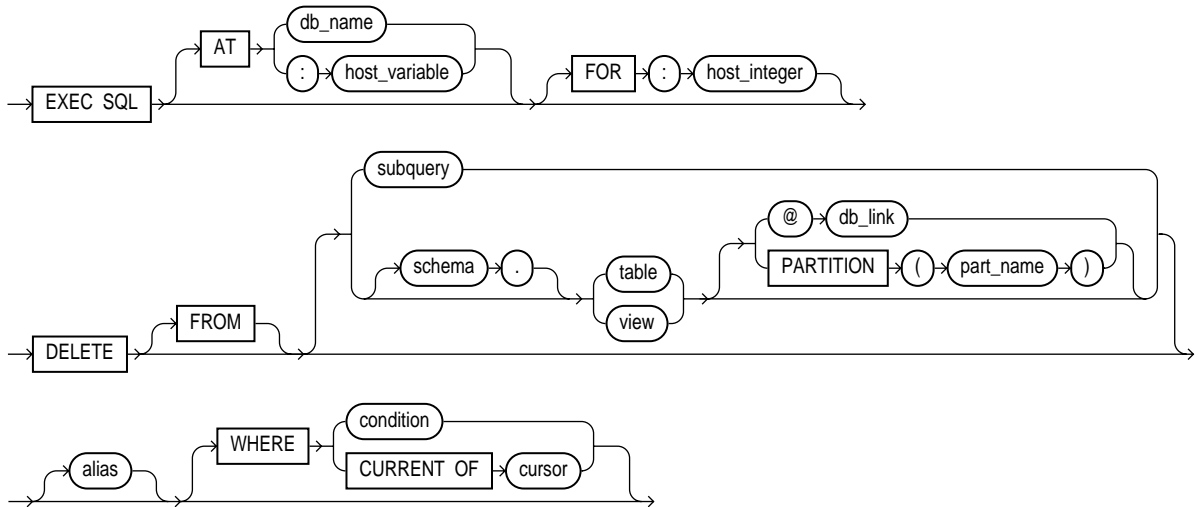 db_name
AT
: host_variable
FOR : host_integer
EXEC SQL
subquery
@ db_link
schema . table
PARTITION ( part_name )
view
FROM
DELETE
condition
WHERE
alias
CURRENT OF cursor